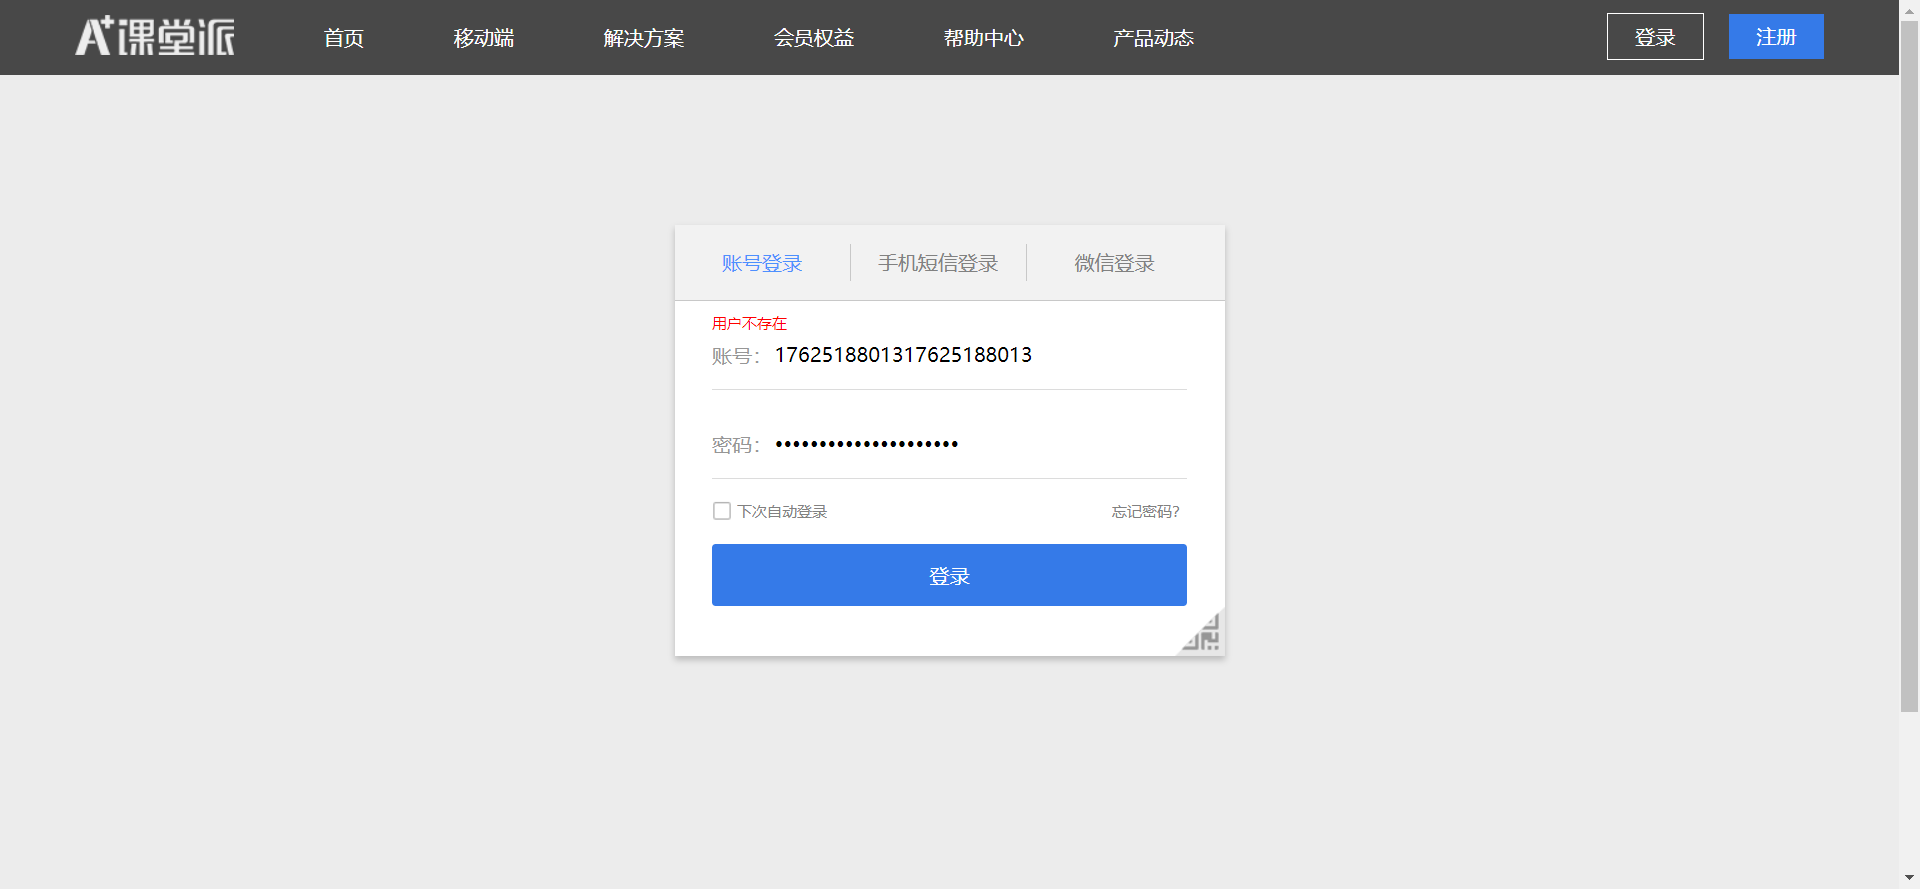 A+课堂派 首页 移动端 解决方案 会员权益 帮助中心 产品动态 登录 注册
账号登录 手机短信登录 微信登录
用户不存在
账号： 1762518801317625188013
密码： •••••••••••••••••••••
下次自动登录 忘记密码?
登录